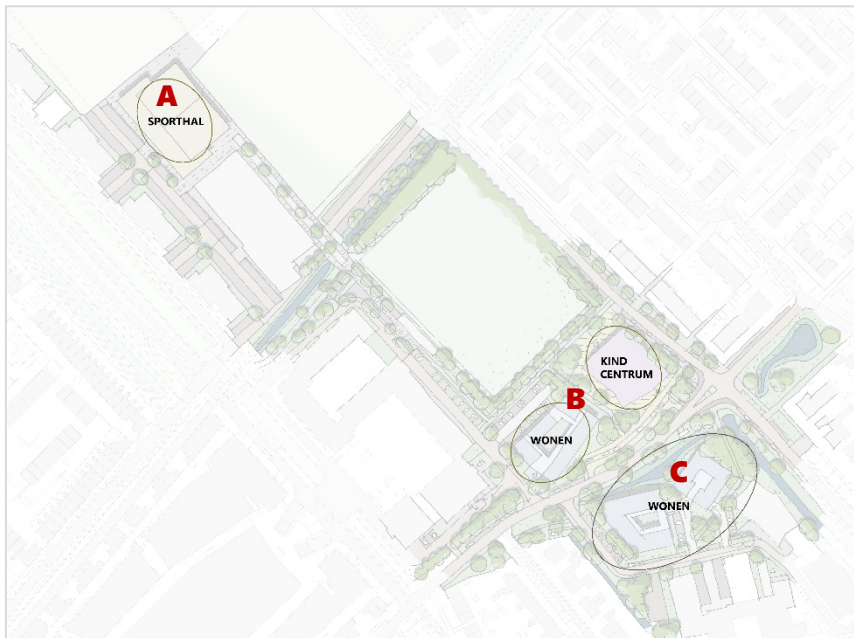 A
SPORTHAL
KIND
CENTRUM
B
WONEN
C
WONEN